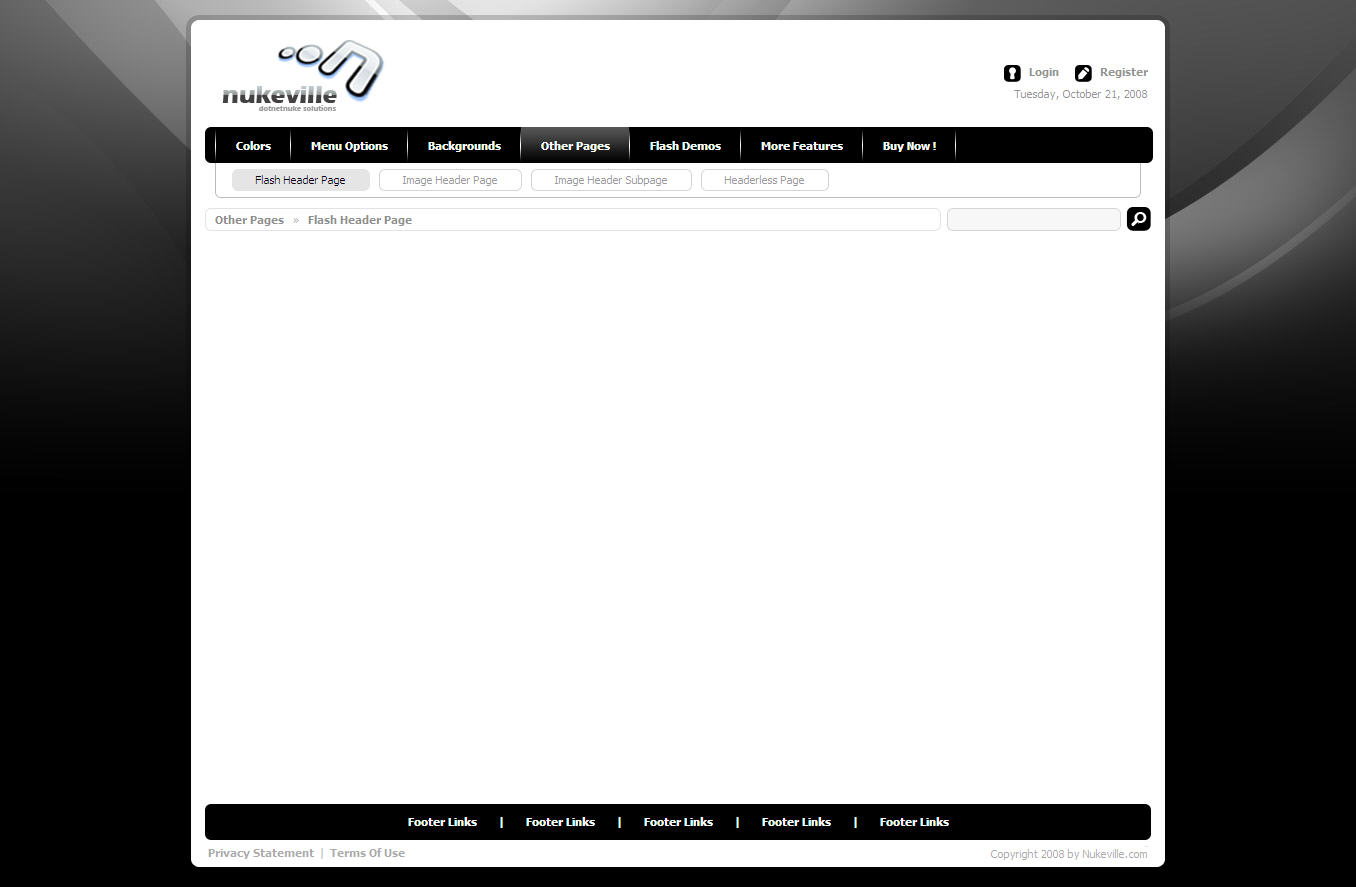 nukeville
dotnetnuke solutions
Login Register
Tuesday, October 21, 2008
Colors Menu Options Backgrounds Other Pages Flash Demos More Features Buy Now !
Flash Header Page Image Header Page Image Header Subpage Headerless Page
Other Pages » Flash Header Page
Footer Links | Footer Links | Footer Links | Footer Links | Footer Links
Privacy Statement | Terms Of Use Copyright 2008 by Nukeville.com